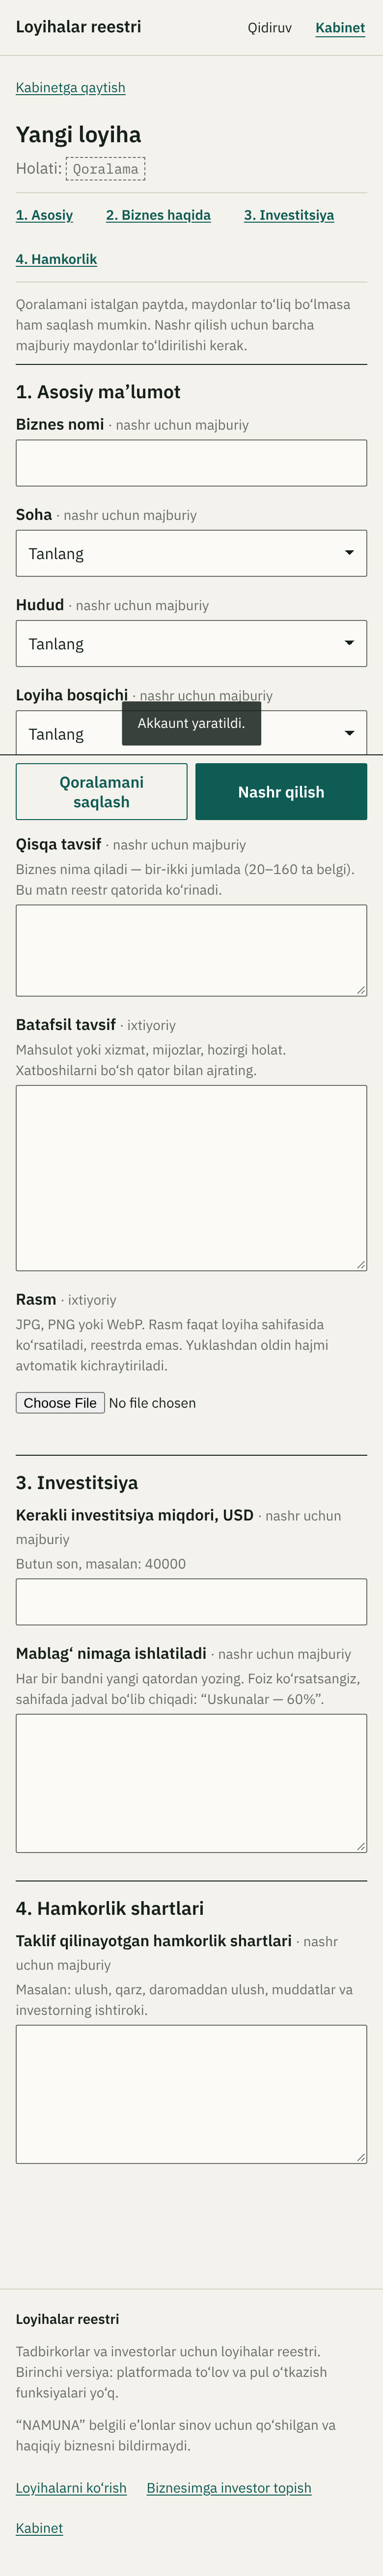 Loyihalar reestri
Qidiruv
Kabinet
Kabinetga qaytish
Yangi loyiha
Holati: Qoralama
1. Asosiy
2. Biznes haqida
3. Investitsiya
4. Hamkorlik
Qoralamani istalgan paytda, maydonlar to‘liq bo‘lmasa
ham saqlash mumkin. Nashr qilish uchun barcha
majburiy maydonlar to‘ldirilishi kerak.
1. Asosiy ma’lumot
Biznes nomi · nashr uchun majburiy
Soha · nashr uchun majburiy
Tanlang
Hudud · nashr uchun majburiy
Tanlang
Loyiha bosqichi · nashr uchun majburiy
Tanlang
Akkaunt yaratildi.
Qoralamani
saqlash
Nashr qilish
Qisqa tavsif · nashr uchun majburiy
Biznes nima qiladi — bir-ikki jumlada (20–160 ta belgi).
Bu matn reestr qatorida ko‘rinadi.
Batafsil tavsif · ixtiyoriy
Mahsulot yoki xizmat, mijozlar, hozirgi holat.
Xatboshilarni bo‘sh qator bilan ajrating.
Rasm · ixtiyoriy
JPG, PNG yoki WebP. Rasm faqat loyiha sahifasida
ko‘rsatiladi, reestrda emas. Yuklashdan oldin hajmi
avtomatik kichraytiriladi.
Choose File No file chosen
3. Investitsiya
Kerakli investitsiya miqdori, USD · nashr uchun
majburiy
Butun son, masalan: 40000
Mablag‘ nimaga ishlatiladi · nashr uchun majburiy
Har bir bandni yangi qatordan yozing. Foiz ko‘rsatsangiz,
sahifada jadval bo‘lib chiqadi: “Uskunalar — 60%”.
4. Hamkorlik shartlari
Taklif qilinayotgan hamkorlik shartlari · nashr
uchun majburiy
Masalan: ulush, qarz, daromaddan ulush, muddatlar va
investorning ishtiroki.
Loyihalar reestri
Tadbirkorlar va investorlar uchun loyihalar reestri.
Birinchi versiya: platformada to‘lov va pul o‘tkazish
funksiyalari yo‘q.
“NAMUNA” belgili e’lonlar sinov uchun qo‘shilgan va
haqiqiy biznesni bildirmaydi.
Loyihalarni ko‘rish
Biznesimga investor topish
Kabinet